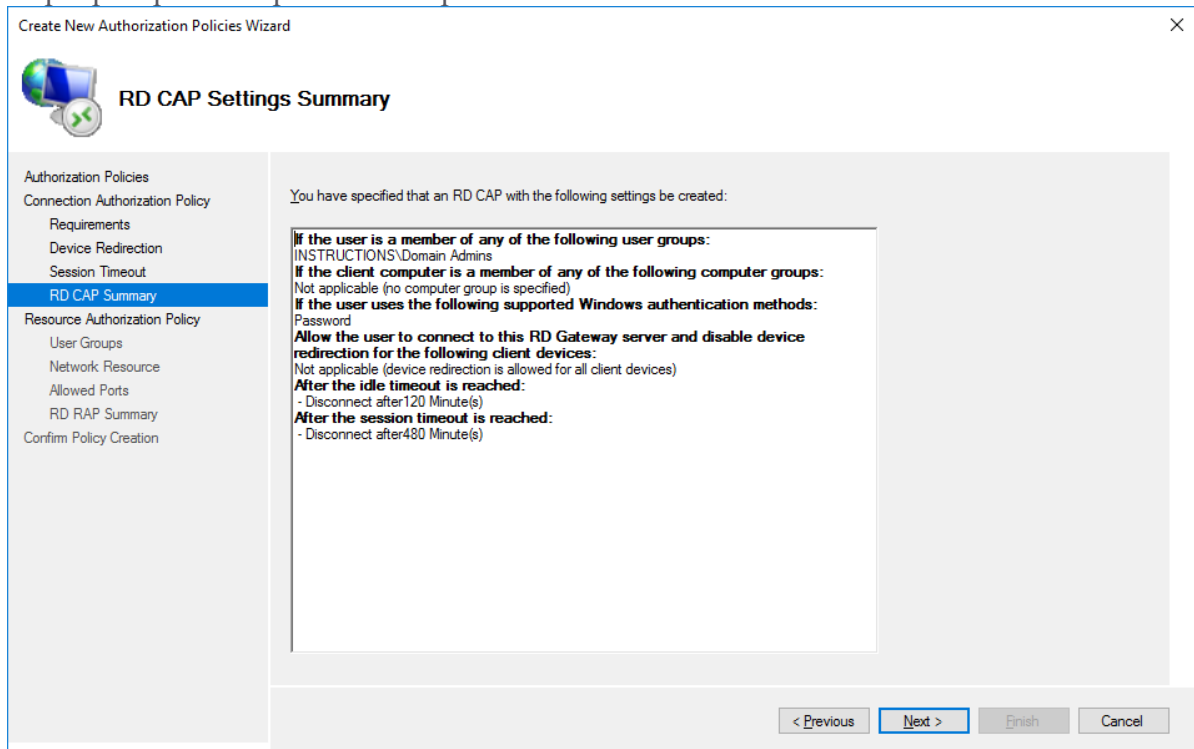 Create New Authorization Policies Wizard
RD CAP Settings Summary
Authorization Policies
Connection Authorization Policy
Requirements
Device Redirection
Session Timeout
RD CAP Summary
Resource Authorization Policy
User Groups
Network Resource
Allowed Ports
RD RAP Summary
Confirm Policy Creation
You have specified that an RD CAP with the following settings be created:
If the user is a member of any of the following user groups:
INSTRUCTIONS\Domain Admins
If the client computer is a member of any of the following computer groups:
Not applicable (no computer group is specified)
If the user uses the following supported Windows authentication methods:
Password
Allow the user to connect to this RD Gateway server and disable device
redirection for the following client devices:
Not applicable (device redirection is allowed for all client devices)
After the idle timeout is reached:
- Disconnect after120 Minute(s)
After the session timeout is reached:
- Disconnect after480 Minute(s)
< Previous Next > Finish Cancel